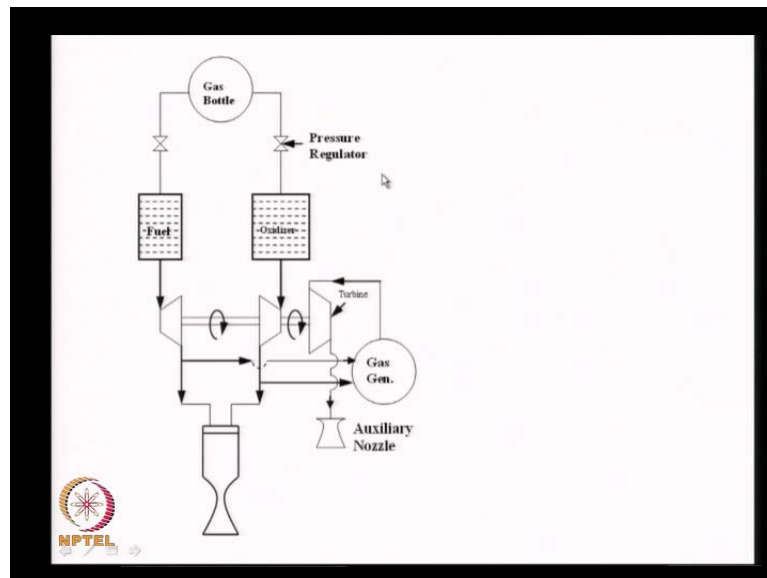 Gas
Bottle
Pressure
Regulator
-Fuel-
-Oxidizer-
Turbine
Gas
Gen.
Auxiliary
Nozzle
NPTEL